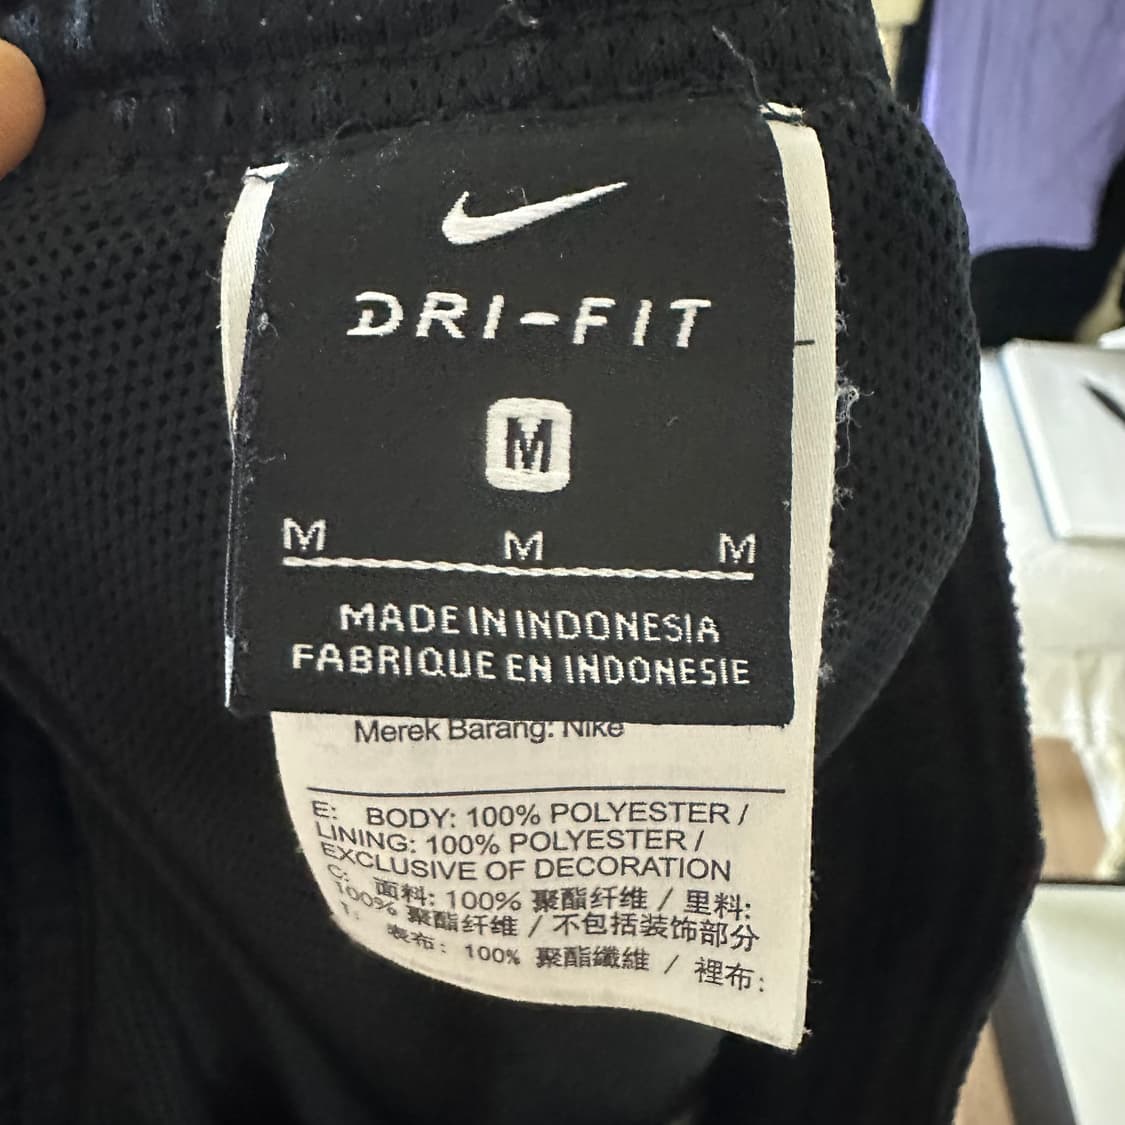 DRI-FIT
M
M M M
MADE IN INDONESIA
FABRIQUE EN INDONESIE
Merek Barang: Nike
E: BODY: 100% POLYESTER /
LINING: 100% POLYESTER /
EXCLUSIVE OF DECORATION
C: 面料: 100% 聚酯纤维 / 里料:
100% 聚酯纤维 / 不包括装饰部分
表布: 100% 聚酯纖維 / 裡布: